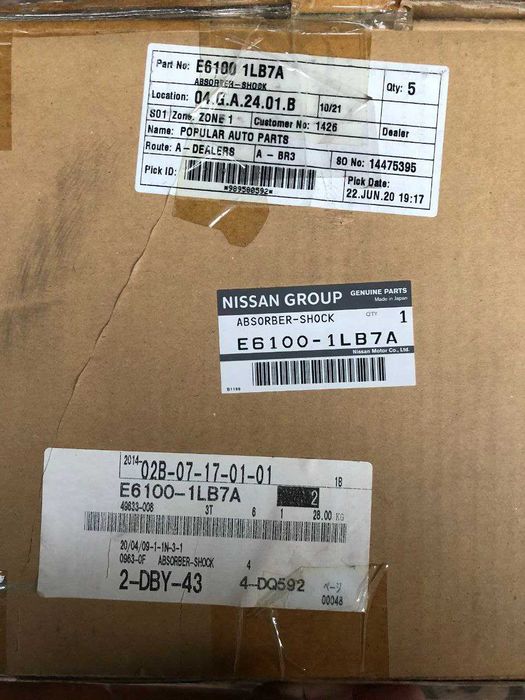 Part No: E6100 1LB7A
ABSORBER-SHOCK
Qty: 5
Location: 04.G.A.24.01.B 10/21
S01 Zone: ZONE 1 Customer No: 1426 Dealer
Name: POPULAR AUTO PARTS
Route: A - DEALERS A - BR3 SO No: 14475395
Pick ID: Pick Date:
*989580592* 22.JUN.20 19:17
NISSAN GROUP GENUINE PARTS
Made in Japan
ABSORBER-SHOCK QTY 1
E6100-1LB7A
Nissan Motor Co., Ltd.
B1199
2014- 02B-07-17-01-01 1B
E6100-1LB7A 2
49633-008 3T 6 1 28.00 KG
20/04/09-1-1N-3-1
0963-0F ABSORBER-SHOCK 4
2-DBY-43 4-DQ592 ページ
00048